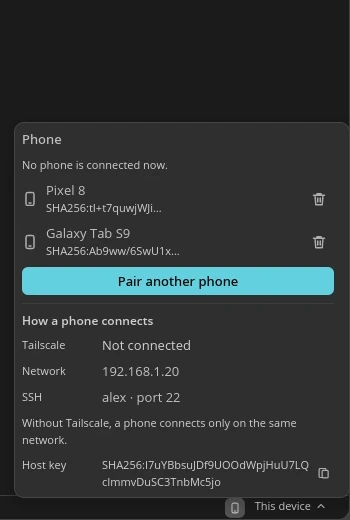 Phone
No phone is connected now.
Pixel 8
SHA256:tl+t7quwjWJi...
Galaxy Tab S9
SHA256:Ab9ww/6SwU1x...
Pair another phone
How a phone connects
Tailscale Not connected
Network 192.168.1.20
SSH alex · port 22
Without Tailscale, a phone connects only on the same
network.
Host key SHA256:I7uYBbsuJDf9UOOdWpjHuU7LQ
cImmvDuSC3TnbMc5jo
This device